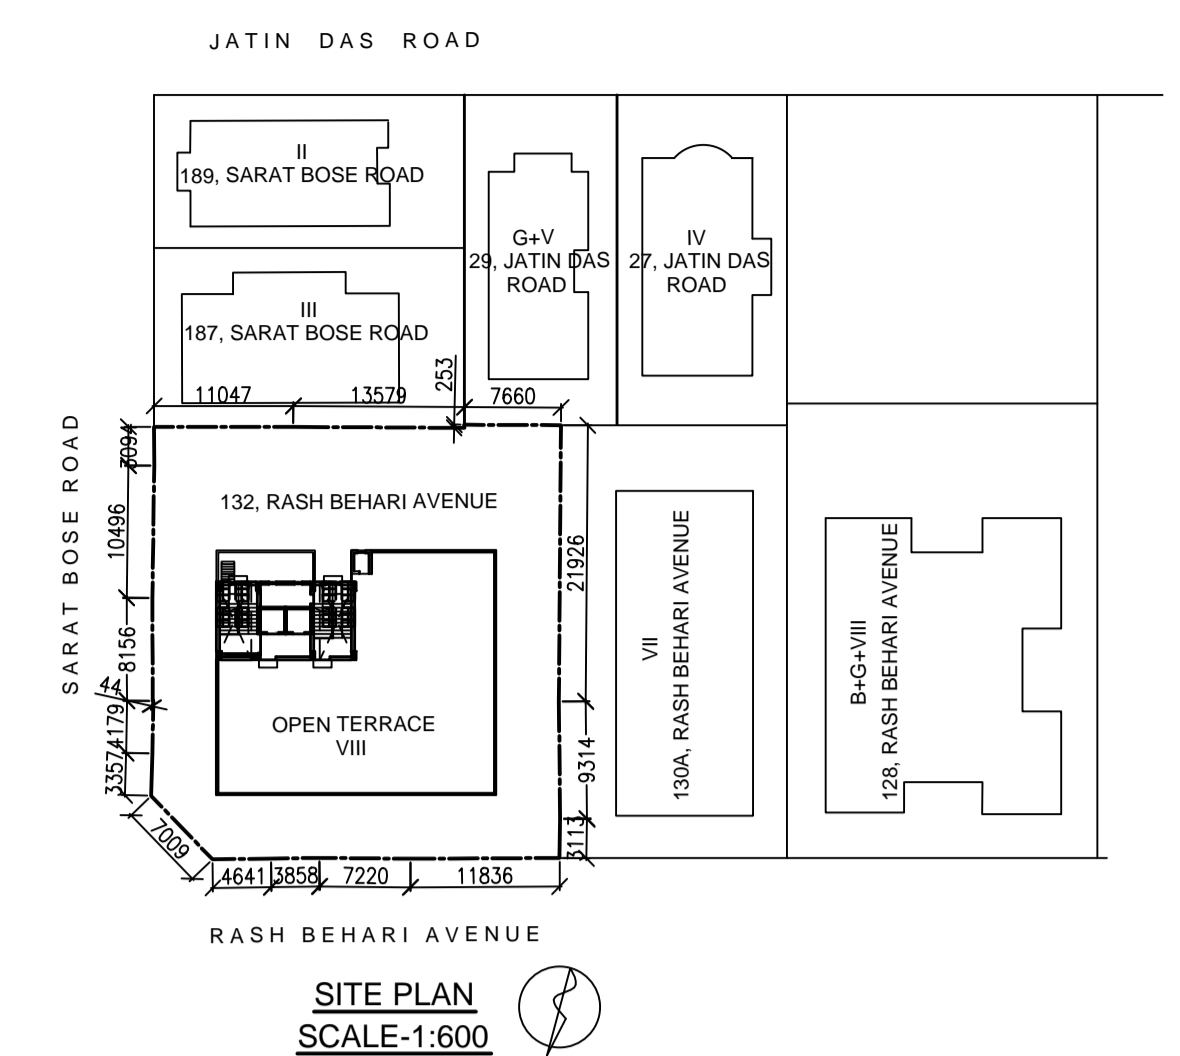 JATIN DAS ROAD
II
189, SARAT BOSE ROAD
G+V
29, JATIN DAS
ROAD
IV
27, JATIN DAS
ROAD
III
187, SARAT BOSE ROAD
11047
13579
253
7660
SARAT BOSE ROAD
3094
10496
8156
44
4179
3357
7009
132, RASH BEHARI AVENUE
OPEN TERRACE
VIII
21926
9314
3113
VII
130A, RASH BEHARI AVENUE
B+G+VIII
128, RASH BEHARI AVENUE
4641
3858
7220
11836
RASH BEHARI AVENUE
SITE PLAN
SCALE-1:600